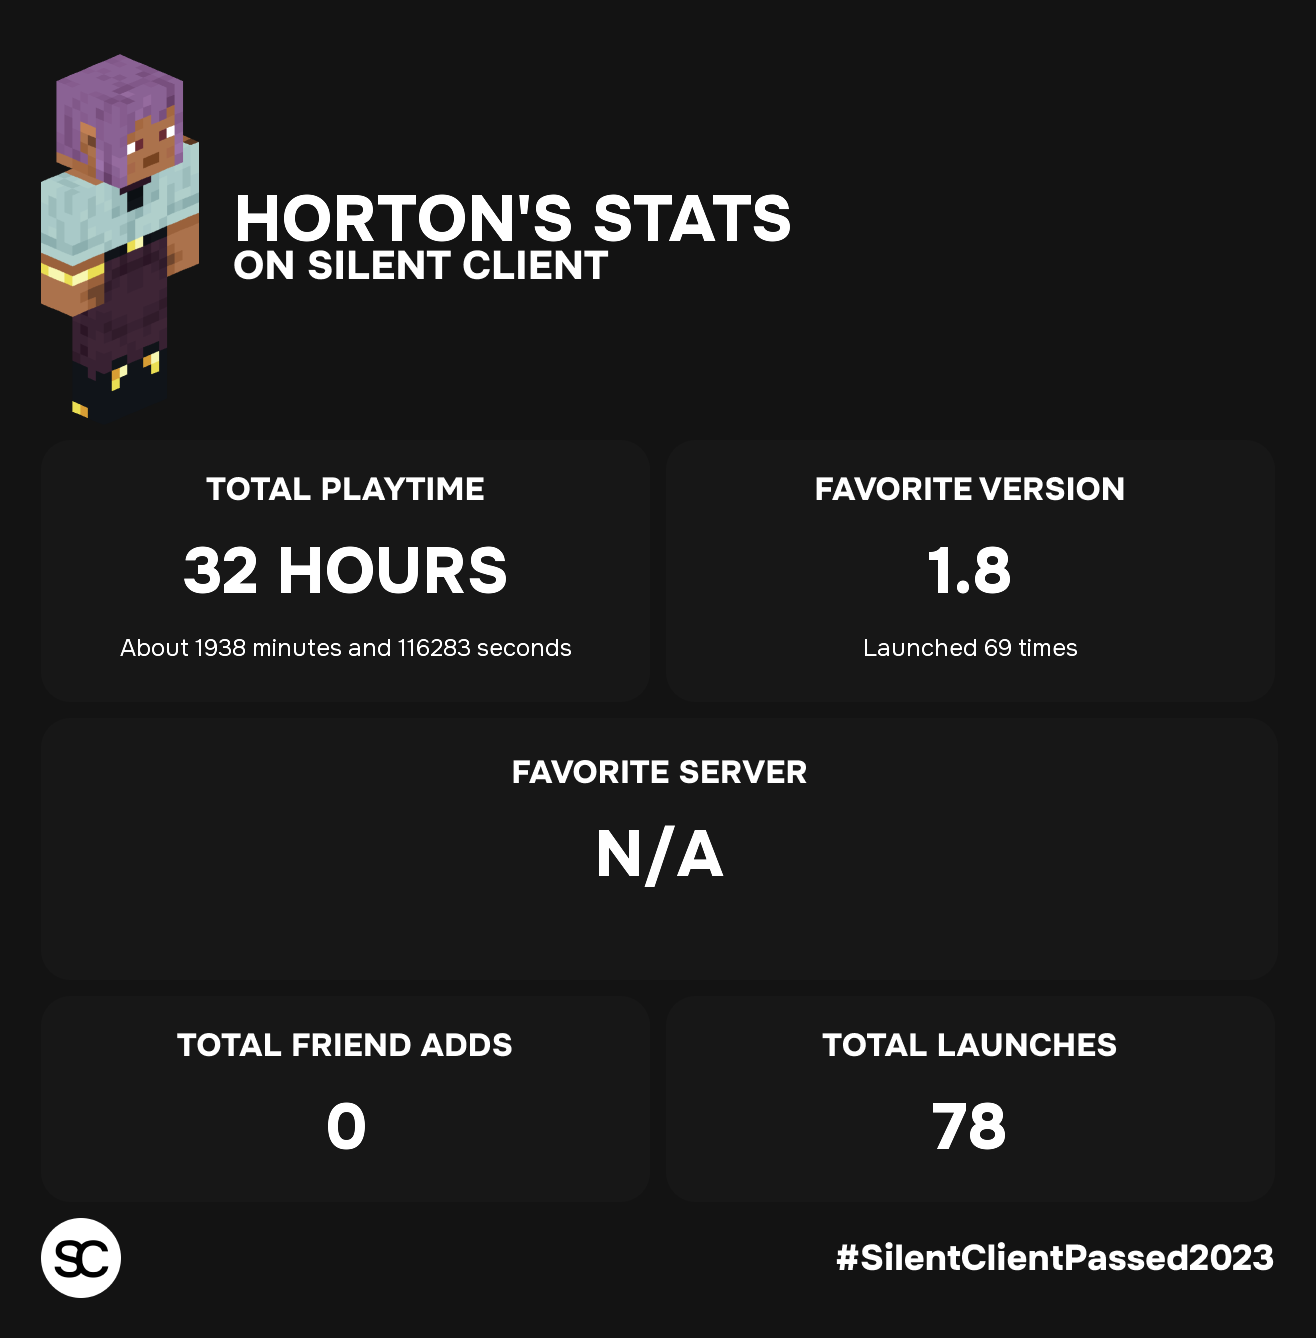 HORTON'S STATS
ON SILENT CLIENT
TOTAL PLAYTIME
32 HOURS
About 1938 minutes and 116283 seconds
FAVORITE VERSION
1.8
Launched 69 times
FAVORITE SERVER
N/A
TOTAL FRIEND ADDS
0
TOTAL LAUNCHES
78
SC
#SilentClientPassed2023